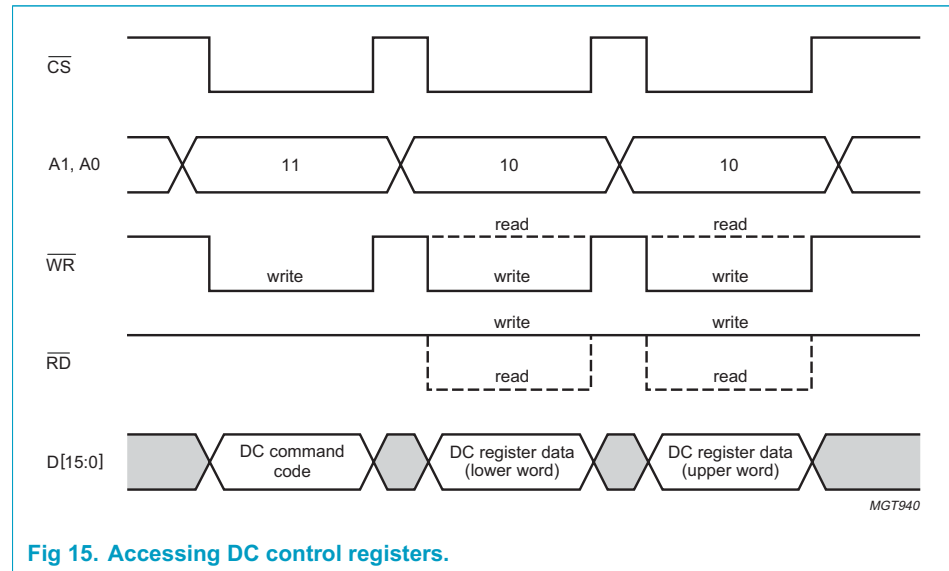 CS
A1, A0 11 10 10
read read
WR
write write write
write write
RD
read read
D[15:0] DC command code DC register data (lower word) DC register data (upper word)
MGT940
Fig 15. Accessing DC control registers.